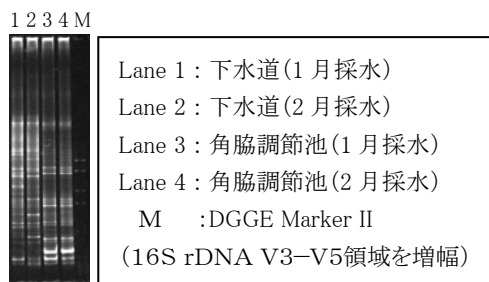 1 2 3 4 M
Lane 1 : 下水道(1 月採水)
Lane 2 : 下水道(2 月採水)
Lane 3 : 角脇調節池(1 月採水)
Lane 4 : 角脇調節池(2 月採水)
M :DGGE Marker II
(16S rDNA V3−V5領域を増幅)